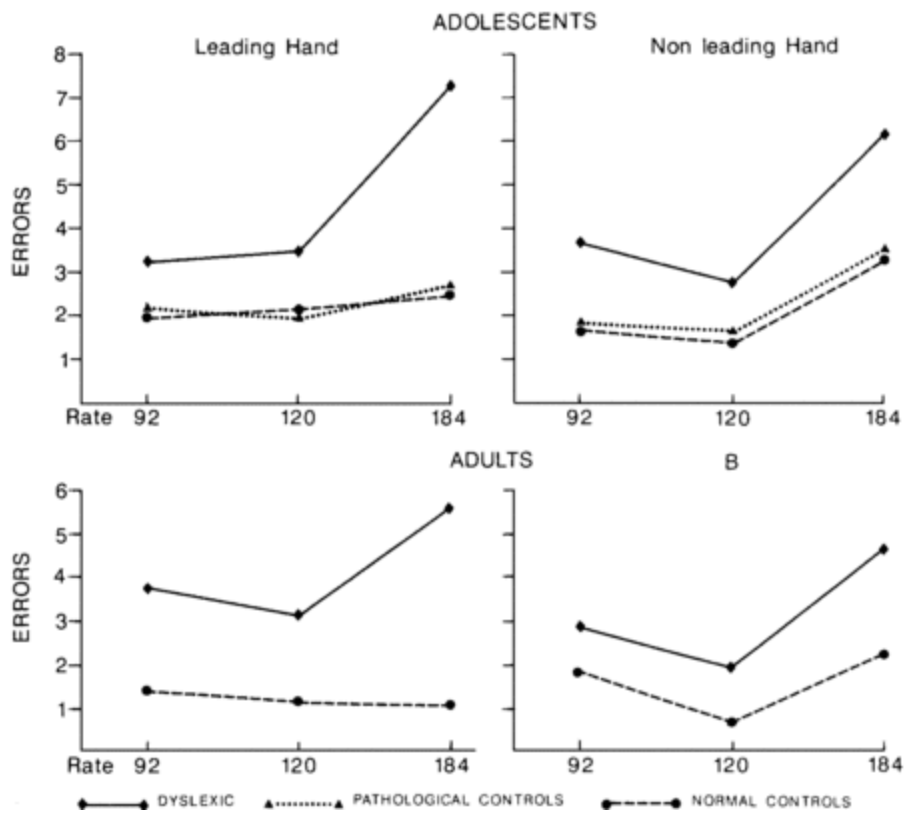 ADOLESCENTS
Leading Hand
Non leading Hand
8
7
6
5
4
3
2
1
ERRORS
Rate 92 120 184
92 120 184
ADULTS
B
6
5
4
3
2
1
ERRORS
Rate 92 120 184
92 120 184
DYSLEXIC PATHOLOGICAL CONTROLS NORMAL CONTROLS